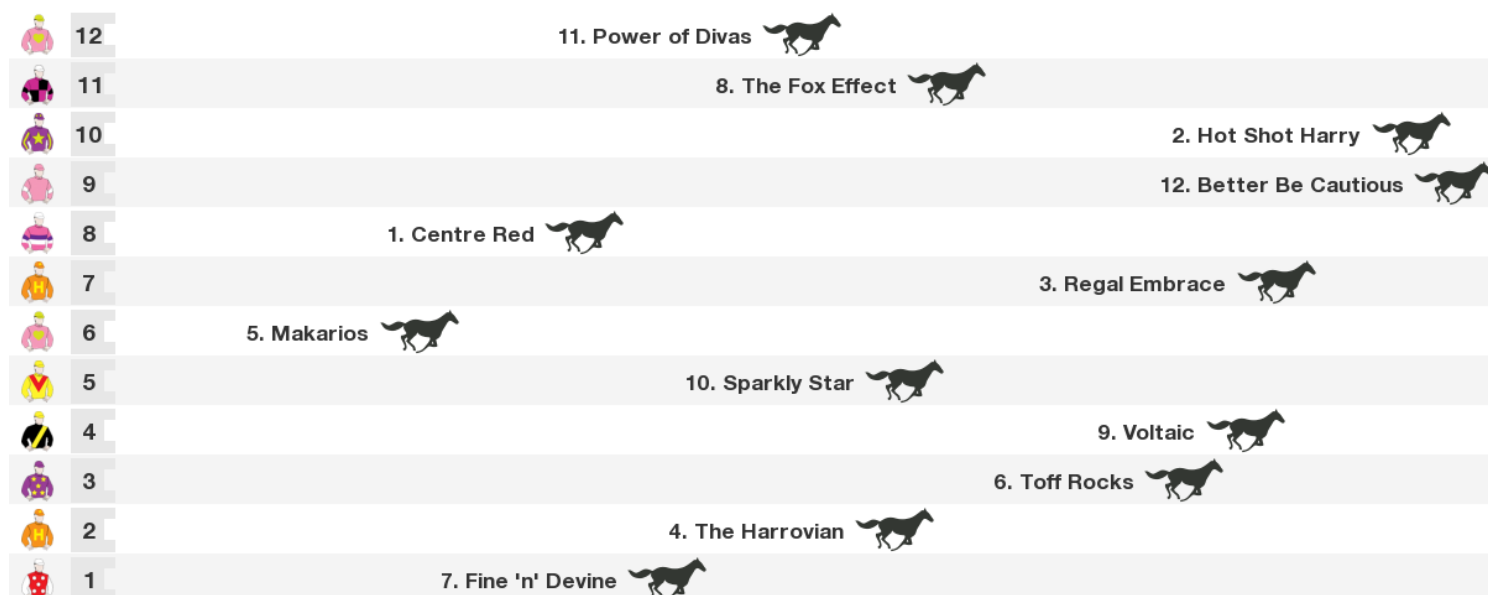 12 11. Power of Divas
11 8. The Fox Effect
10 2. Hot Shot Harry
9 12. Better Be Cautious
8 1. Centre Red
7 H 3. Regal Embrace
6 5. Makarios
5 10. Sparkly Star
4 9. Voltaic
3 6. Toff Rocks
2 H 4. The Harrovian
1 7. Fine 'n' Devine